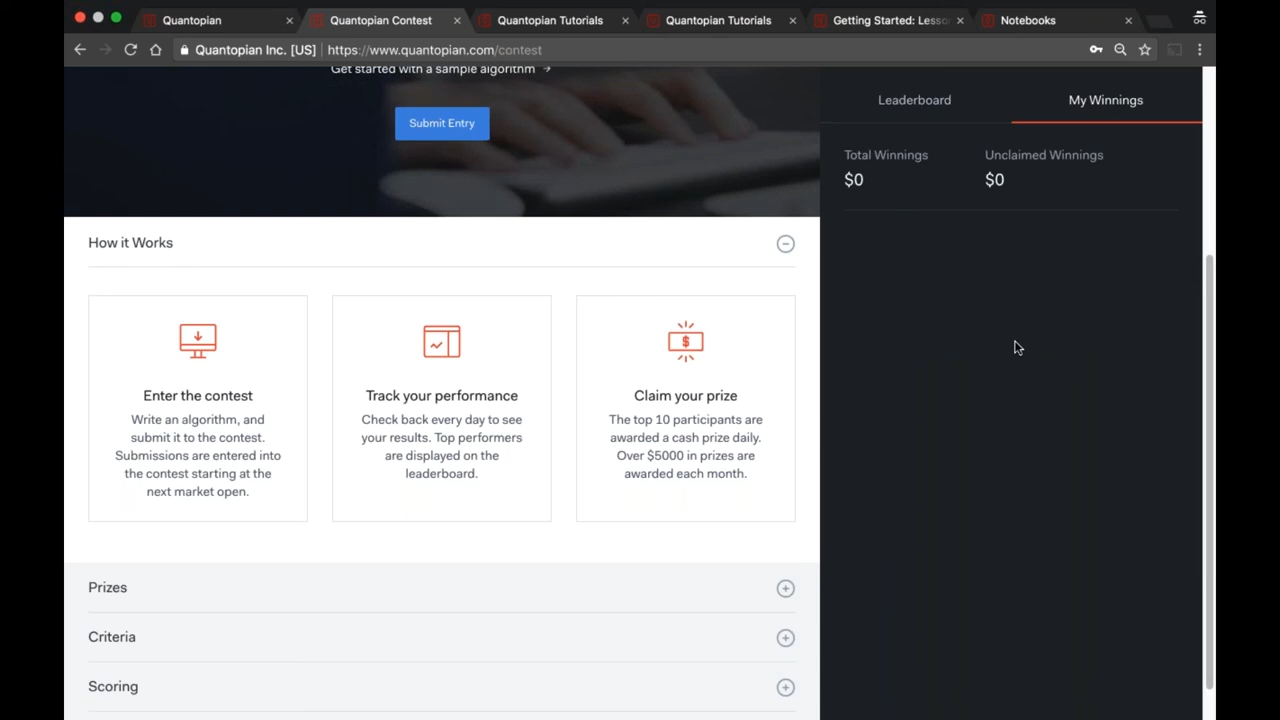 Quantopian
Quantopian Contest
Quantopian Tutorials
Quantopian Tutorials
Getting Started: Lesso
Notebooks
Quantopian Inc. [US]
https://www.quantopian.com/contest
Get started with a sample algorithm →
Submit Entry
Leaderboard
My Winnings
Total Winnings
Unclaimed Winnings
$0
$0
How it Works
Enter the contest
Write an algorithm, and
submit it to the contest.
Submissions are entered into
the contest starting at the
next market open.
Track your performance
Check back every day to see
your results. Top performers
are displayed on the
leaderboard.
Claim your prize
The top 10 participants are
awarded a cash prize daily.
Over $5000 in prizes are
awarded each month.
Prizes
Criteria
Scoring